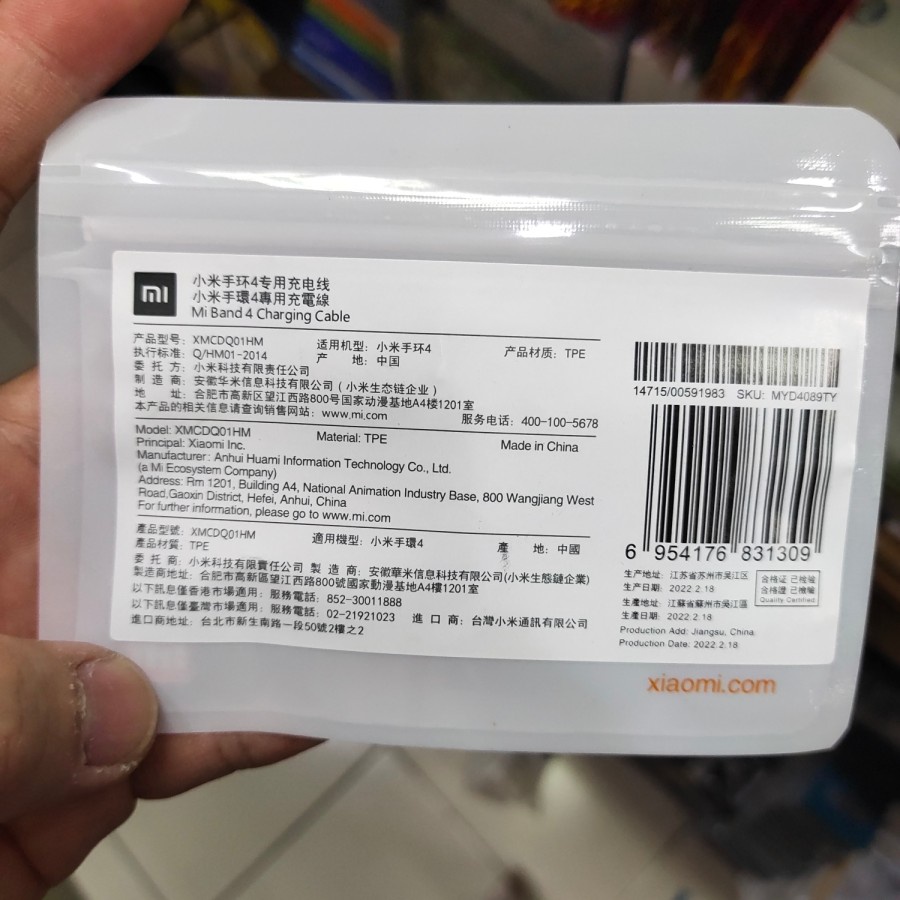 mi
小米手环4专用充电线
小米手環4專用充電線
Mi Band 4 Charging Cable
产品型号：XMCDQ01HM 适用机型：小米手环4 产品材质：TPE
执行标准：Q/HM01-2014 产 地：中国
委 托 方：小米科技有限责任公司
制 造 商：安徽华米信息科技有限公司（小米生态链企业）
地 址：合肥市高新区望江西路800号国家动漫基地A4楼1201室
本产品的相关信息请查询销售网站：www.mi.com 服务电话：400-100-5678
Model: XMCDQ01HM Material: TPE Made in China
Principal: Xiaomi Inc.
Manufacturer: Anhui Huami Information Technology Co., Ltd.
(a Mi Ecosystem Company)
Address: Rm 1201, Building A4, National Animation Industry Base, 800 Wangjiang West
Road,Gaoxin District, Hefei, Anhui, China
For further information, please go to www.mi.com
產品型號：XMCDQ01HM 適用機型：小米手環4 產 地：中國
產品材質：TPE
委 托 商：小米科技有限責任公司 製 造 商：安徽華米信息科技有限公司(小米生態鏈企業)
製造商地址：合肥市高新區望江西路800號國家動漫基地A4樓1201室
以下訊息僅香港市場適用：服務電話：852-30011888
以下訊息僅臺灣市場適用：服務電話：02-21921023 進 口 商：台灣小米通訊有限公司
進口商地址：台北市新生南路一段50號2樓之2
14715/00591983 SKU: MYD4089TY
6 954176 831309
生产地址：江苏省苏州市吴江区
生产日期：2022.2.18
生產地址：江蘇省蘇州市吳江區
生產日期：2022.2.18
Production Add: Jiangsu, China.
Production Date: 2022.2.18
合格证 已检验
合格證 已檢驗
Quality Certified
xiaomi.com